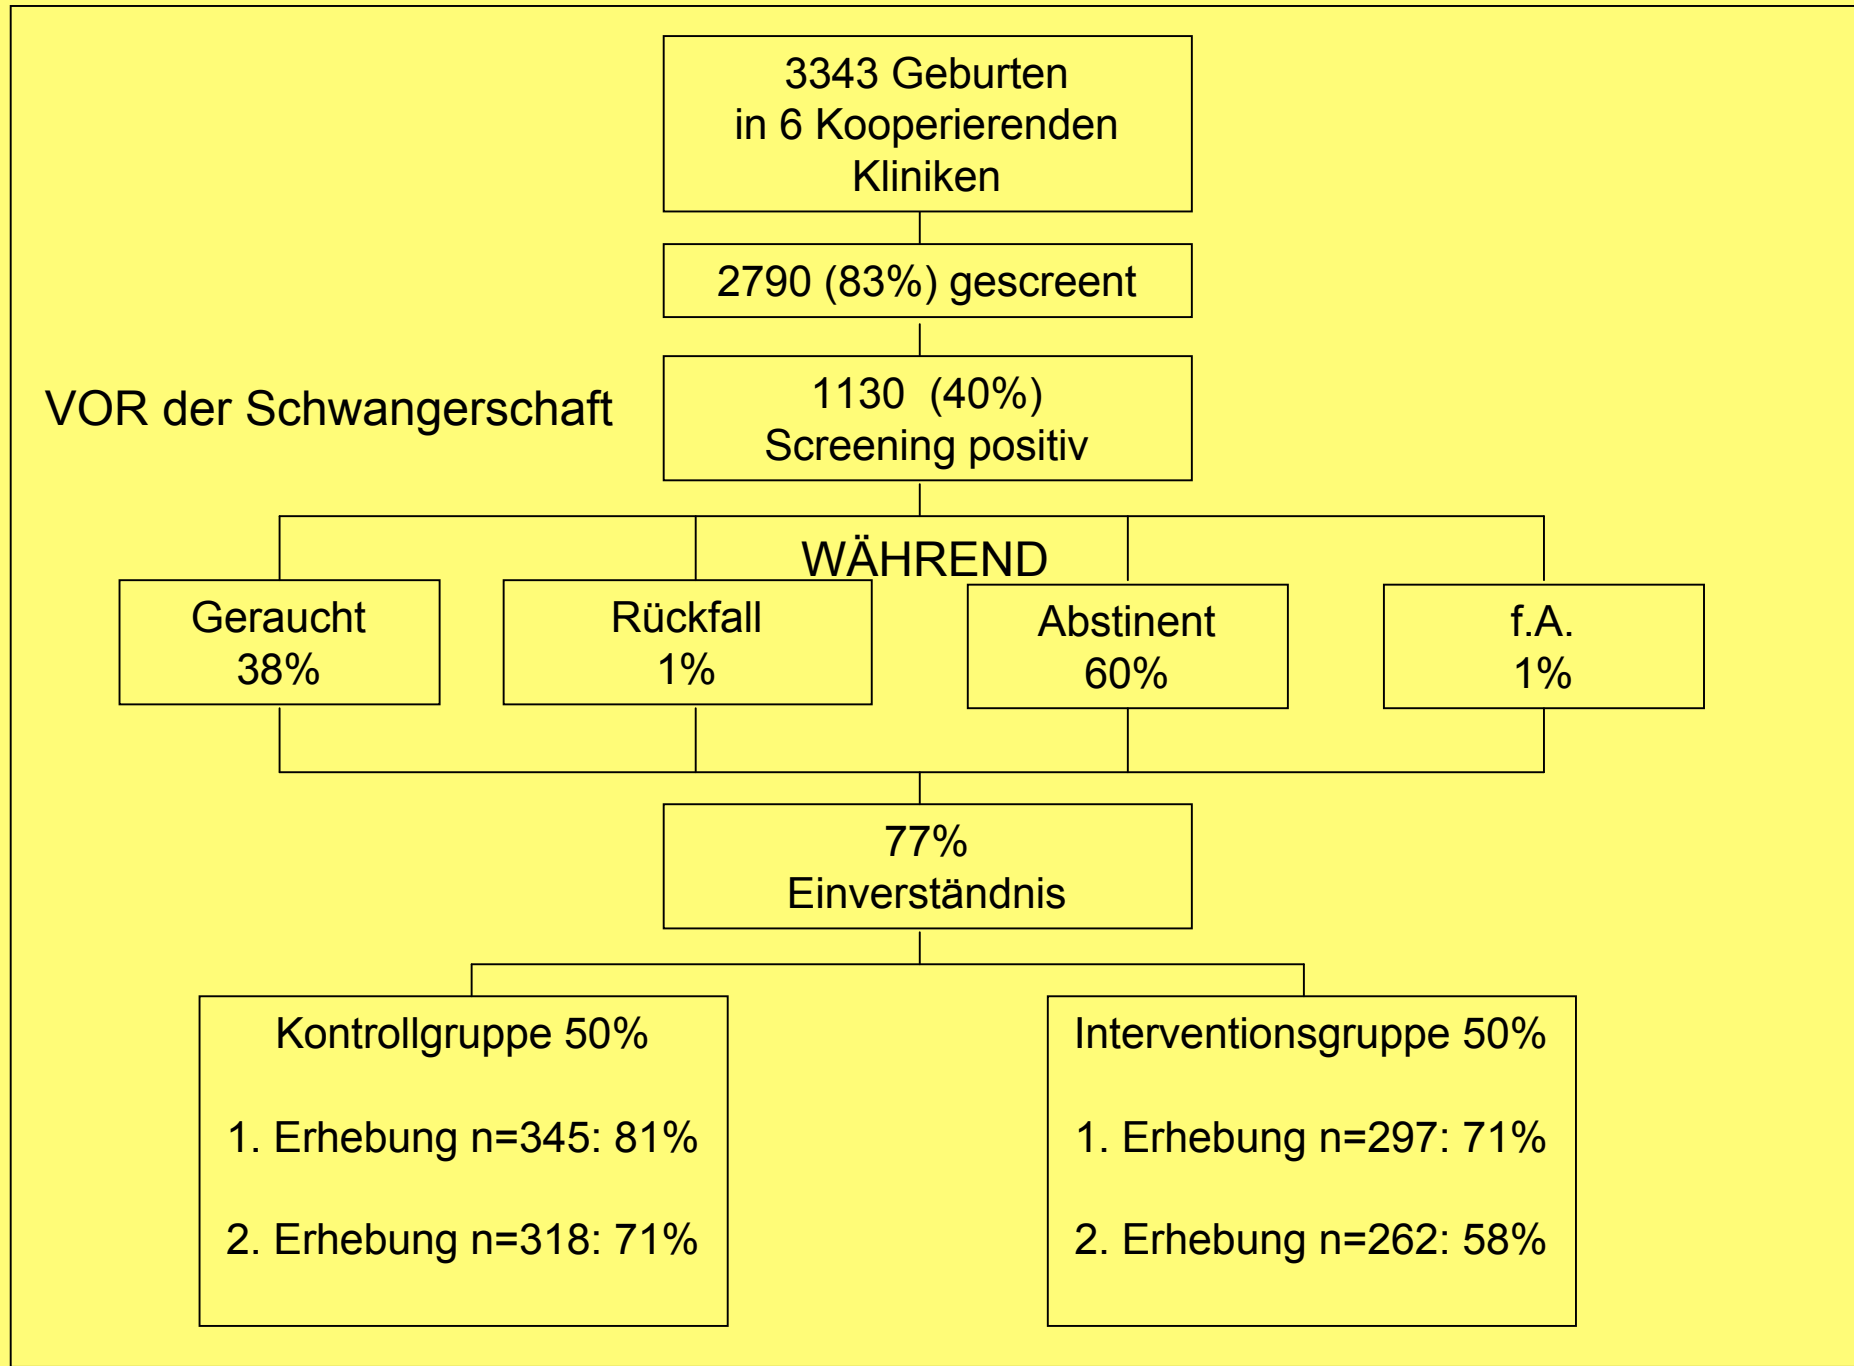 3343 Geburten
in 6 Kooperierenden
Kliniken
2790 (83%) gescreent
VOR der Schwangerschaft
1130 (40%)
Screening positiv
WÄHREND
Geraucht
38%
Rückfall
1%
Abstinent
60%
f.A.
1%
77%
Einverständnis
Kontrollgruppe 50%
1. Erhebung n=345: 81%
2. Erhebung n=318: 71%
Interventionsgruppe 50%
1. Erhebung n=297: 71%
2. Erhebung n=262: 58%